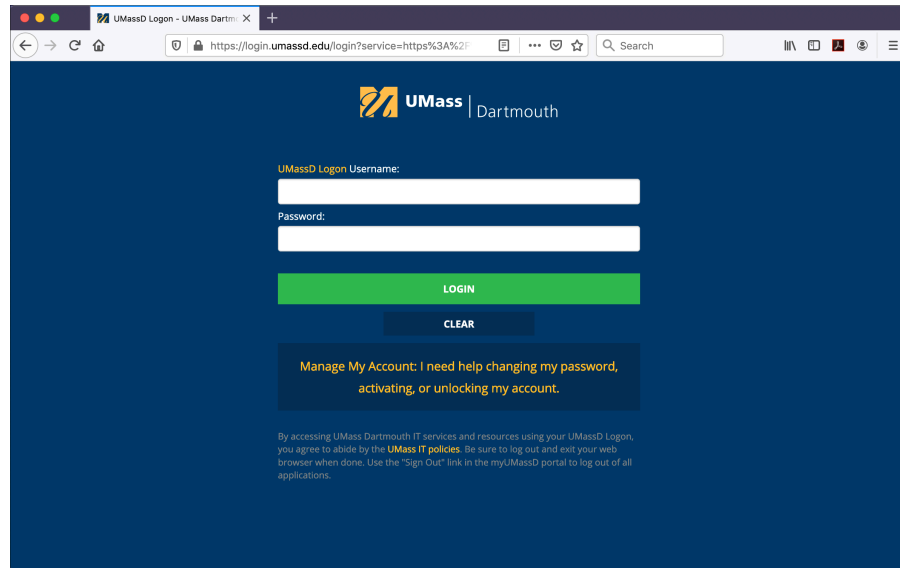 UMassD Logon - UMass Dartm
https://login.umassd.edu/login?service=https%3A%2F
Search
UMass
Dartmouth
UMassD Logon Username:
Password:
LOGIN
CLEAR
Manage My Account: I need help changing my password,
activating, or unlocking my account.
By accessing UMass Dartmouth IT services and resources using your UMassD Logon,
you agree to abide by the UMass IT policies. Be sure to log out and exit your web
browser when done. Use the "Sign Out" link in the myUMassD portal to log out of all
applications.